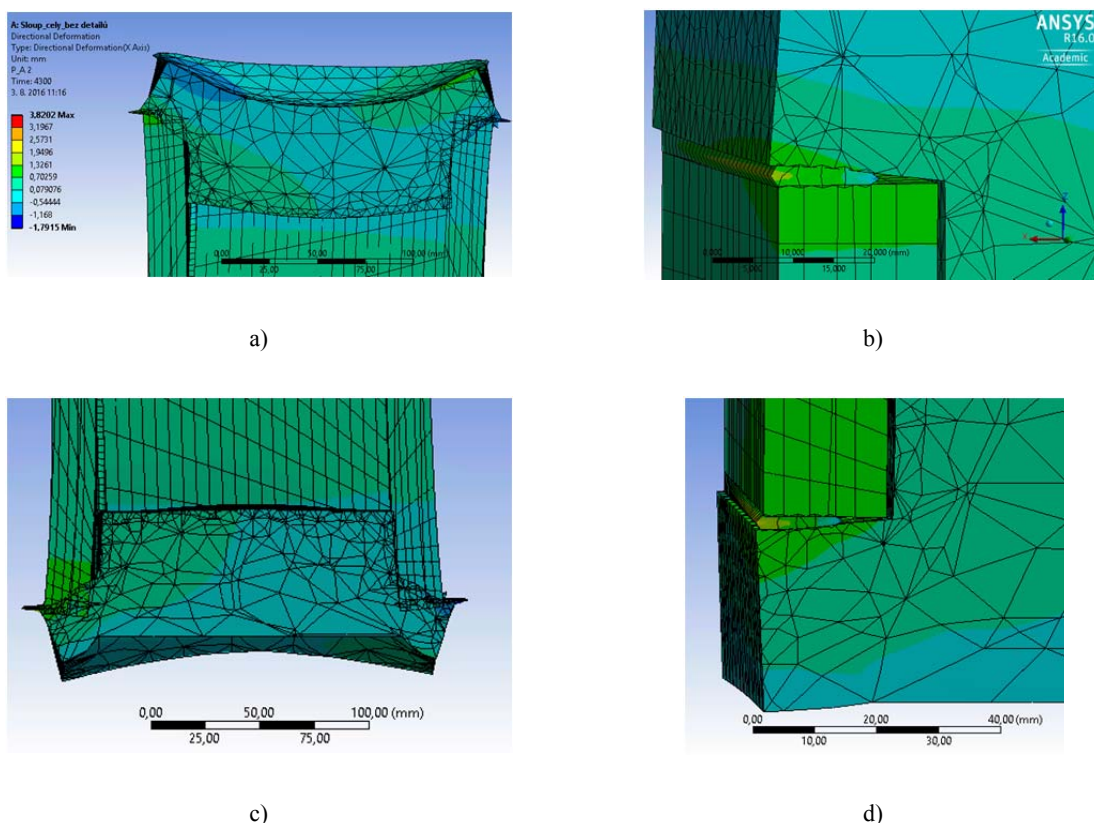 A: Sloup_cely_bez detailů
Directional Deformation
Type: Directional Deformation(X Axis)
Unit: mm
P_A 2
Time: 4300
3. 8. 2016 11:16
3,8202 Max
3,1967
2,5731
1,9496
1,3261
0,70259
0,079076
-0,54444
-1,168
-1,7915 Min
0,00 50,00 100,00 (mm)
25,00 75,00
ANSYS
R16.0
Academic
0,000 10,000 20,000 (mm)
5,000 15,000
a)
b)
0,00 50,00 100,00 (mm)
25,00 75,00
0,00 20,00 40,00 (mm)
10,00 30,00
c)
d)